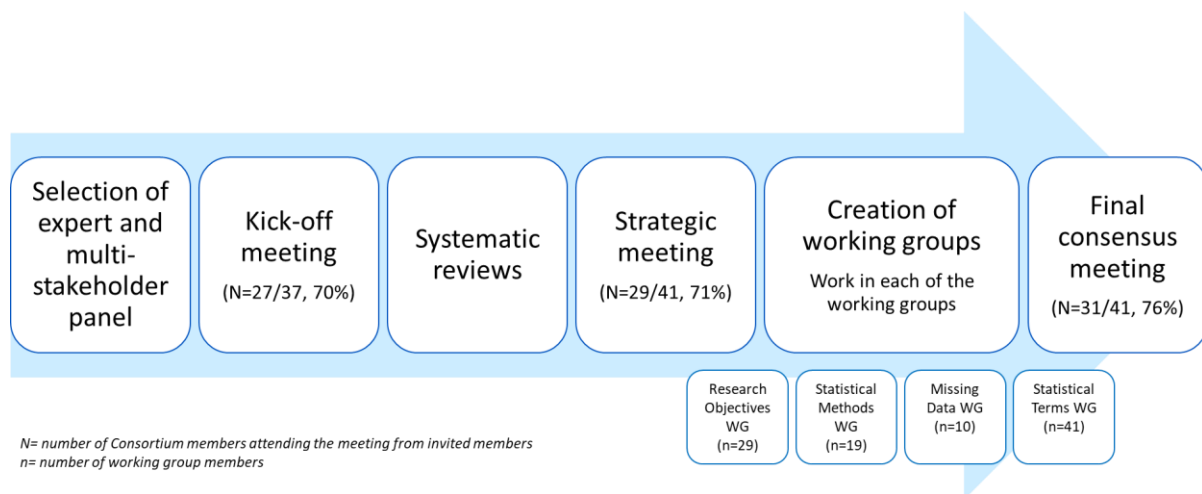 Selection of
expert and
multi-
stakeholder
panel
Kick-off
meeting
(N=27/37, 70%)
Systematic
reviews
Strategic
meeting
(N=29/41, 71%)
Creation of
working groups
Work in each of the
working groups
Final
consensus
meeting
(N=31/41, 76%)
Research
Objectives
WG
(n=29)
Statistical
Methods
WG
(n=19)
Missing
Data WG
(n=10)
Statistical
Terms WG
(n=41)
N= number of Consortium members attending the meeting from invited members
n= number of working group members